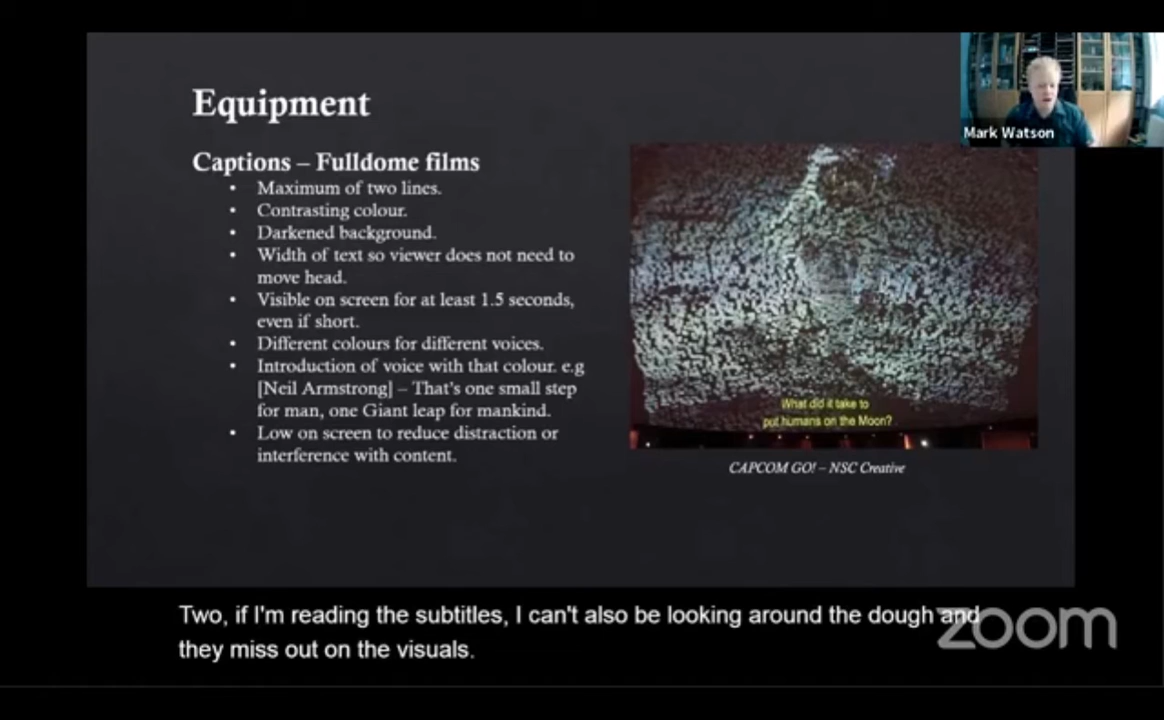 Equipment
Captions – Fulldome films
• Maximum of two lines.
• Contrasting colour.
• Darkened background.
• Width of text so viewer does not need to
move head.
• Visible on screen for at least 1.5 seconds,
even if short.
• Different colours for different voices.
• Introduction of voice with that colour. e.g
[Neil Armstrong] – That's one small step
for man, one Giant leap for mankind.
• Low on screen to reduce distraction or
interference with content.
Mark Watson
What did it take to
put humans on the Moon?
CAPCOM GO! – NSC Creative
Two, if I'm reading the subtitles, I can't also be looking around the dough and
they miss out on the visuals.
zoom